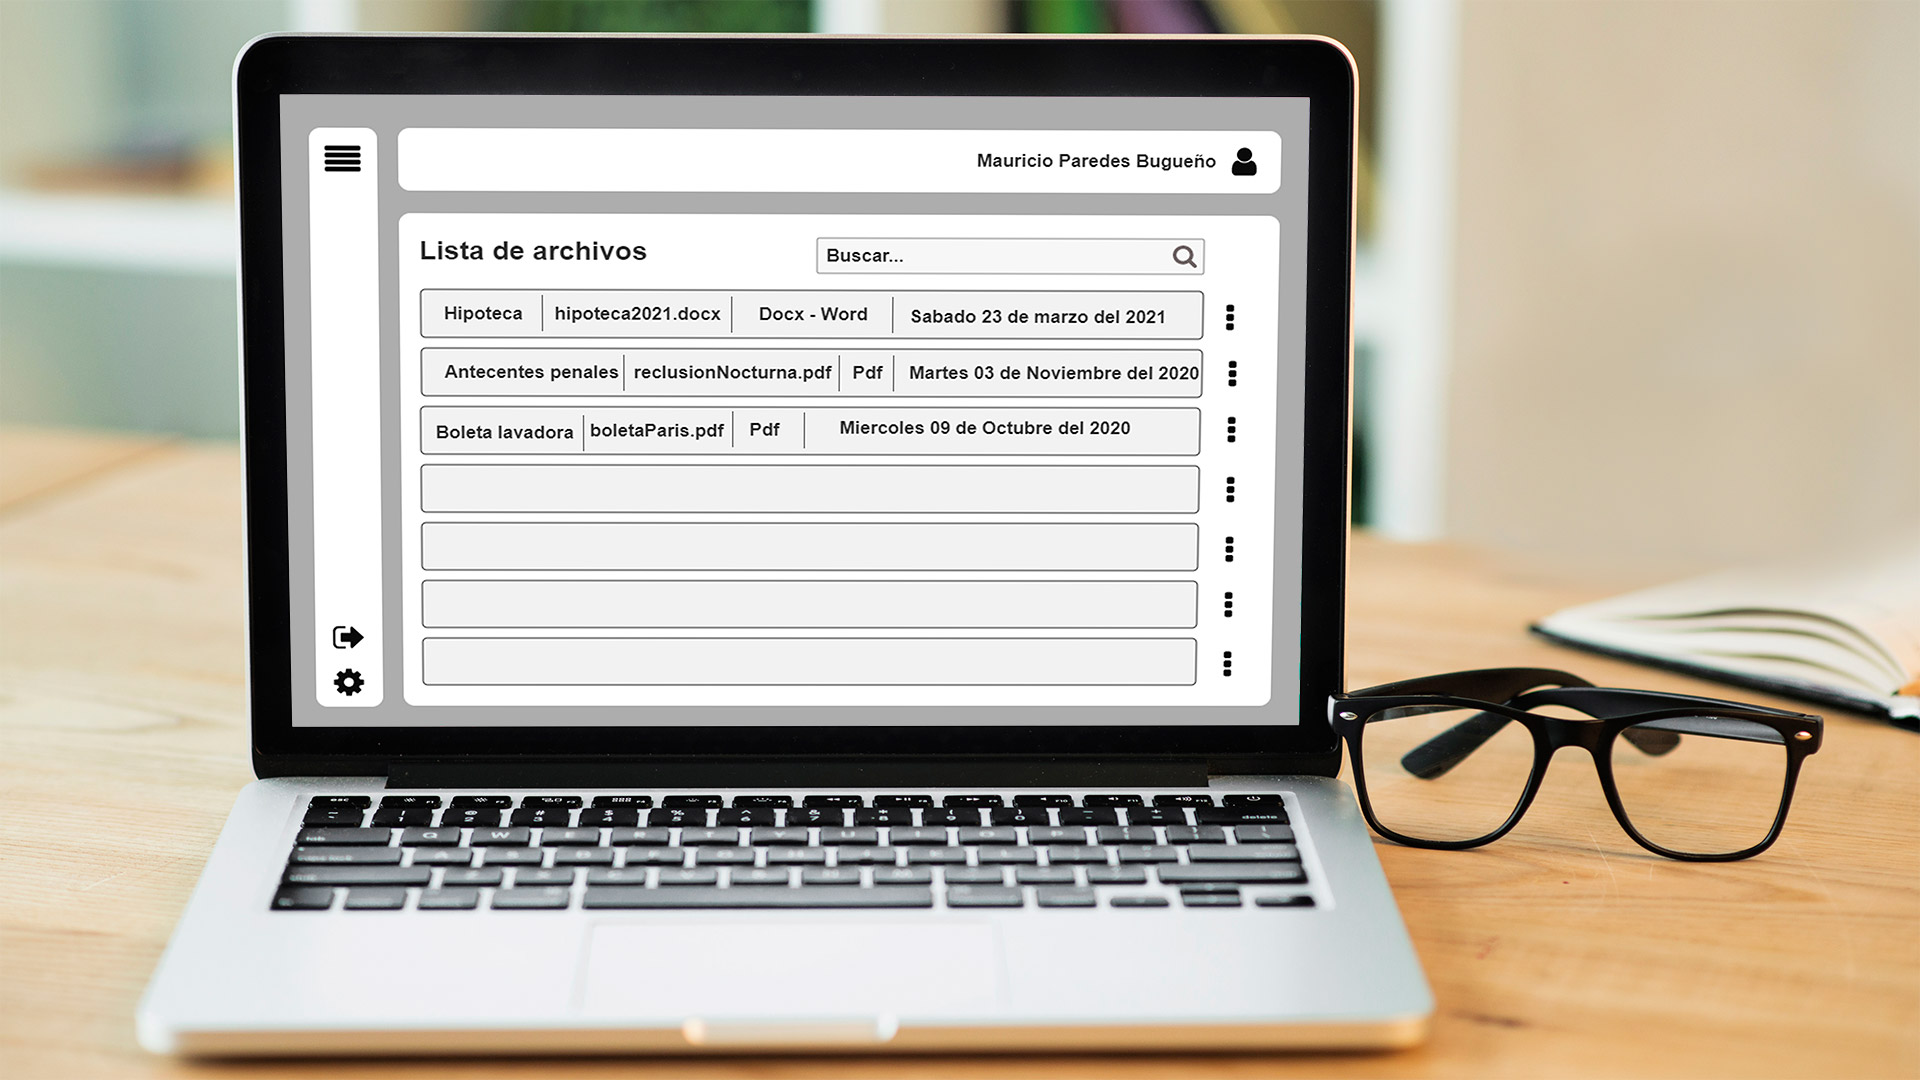 Mauricio Paredes Bugueño
Lista de archivos
Buscar...
Hipoteca hipoteca2021.docx Docx - Word Sabado 23 de marzo del 2021
Antecentes penales reclusionNocturna.pdf Pdf Martes 03 de Noviembre del 2020
Boleta lavadora boletaParis.pdf Pdf Miercoles 09 de Octubre del 2020